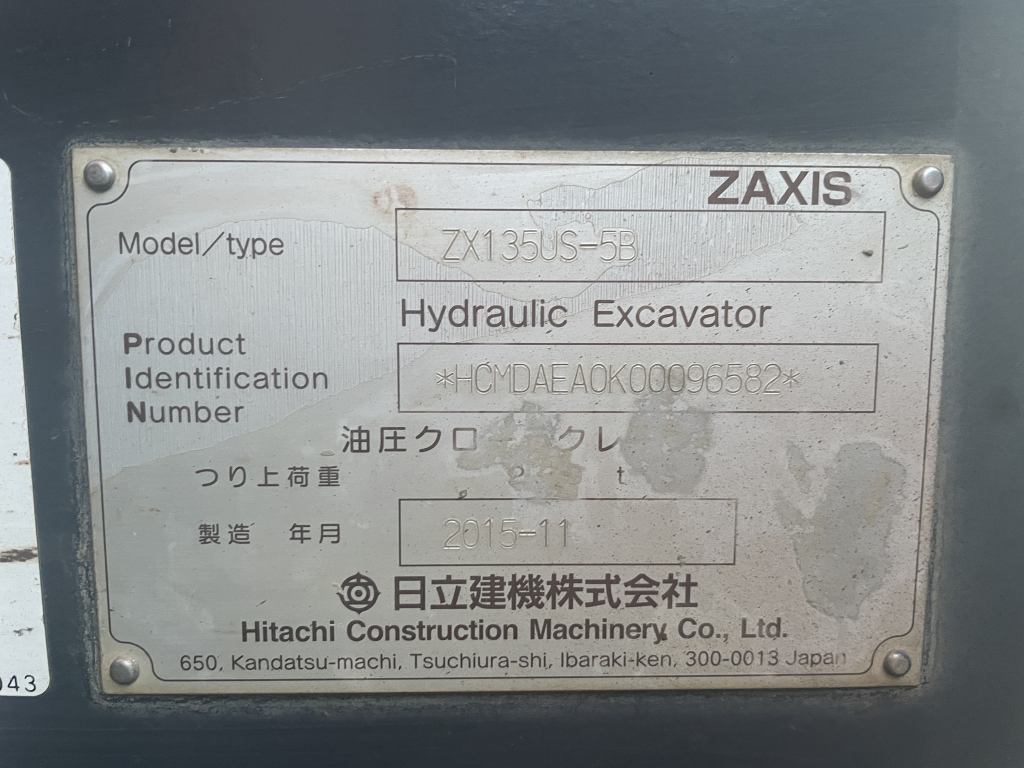 ZAXIS
Model/type ZX135US-5B
Hydraulic Excavator
Product
Identification
Number
*HCMDAEA0K00096582*
油圧クロ クレ
つり上荷重 t
製造 年月 2015-11
日立建機株式会社
Hitachi Construction Machinery Co., Ltd.
650, Kandatsu-machi, Tsuchiura-shi, Ibaraki-ken, 300-0013 Japan
043